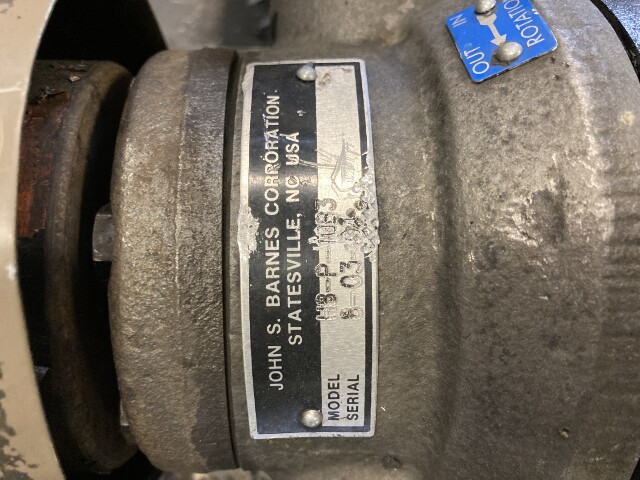 JOHN S. BARNES CORPORATION
STATESVILLE, NC USA
MODEL
SERIAL
OUT IN
ROTATION